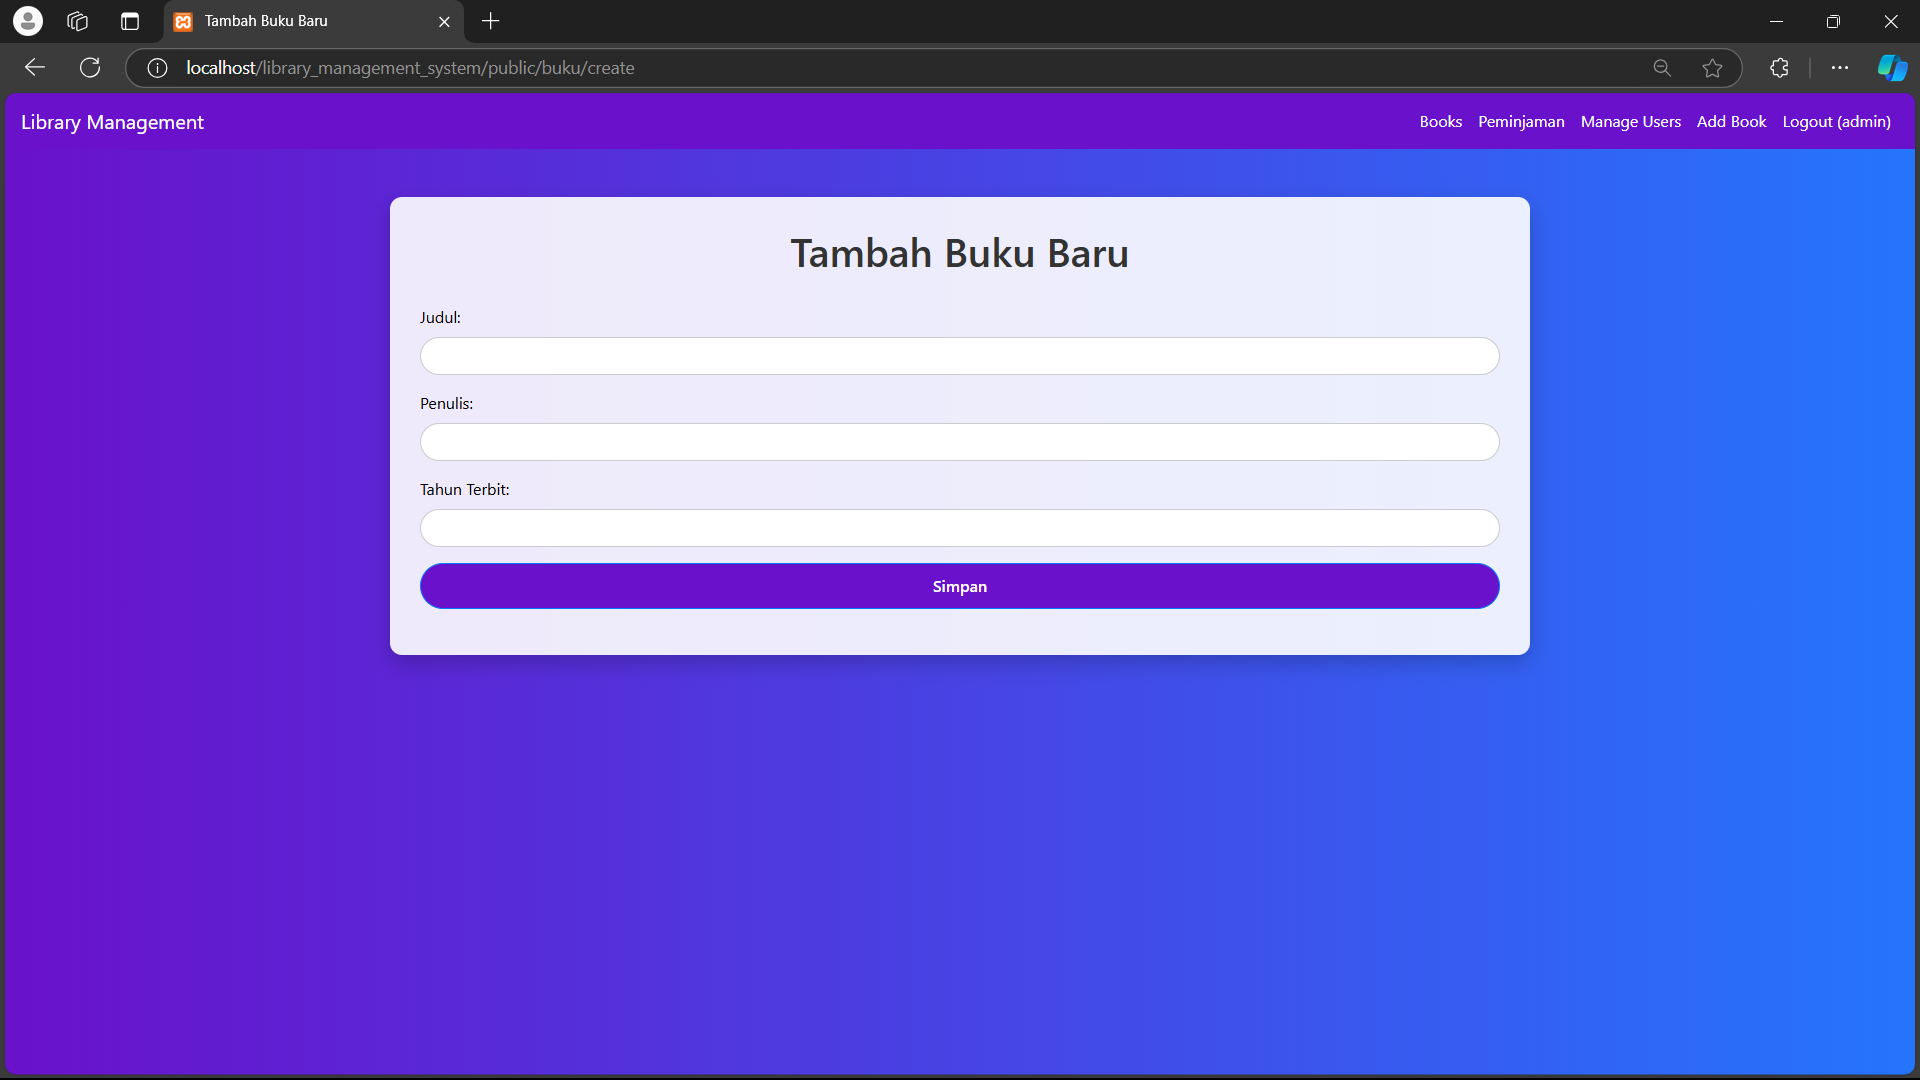 Tambah Buku Baru
localhost/library_management_system/public/buku/create
Library Management
Books Peminjaman Manage Users Add Book Logout (admin)
Tambah Buku Baru
Judul:
Penulis:
Tahun Terbit:
Simpan